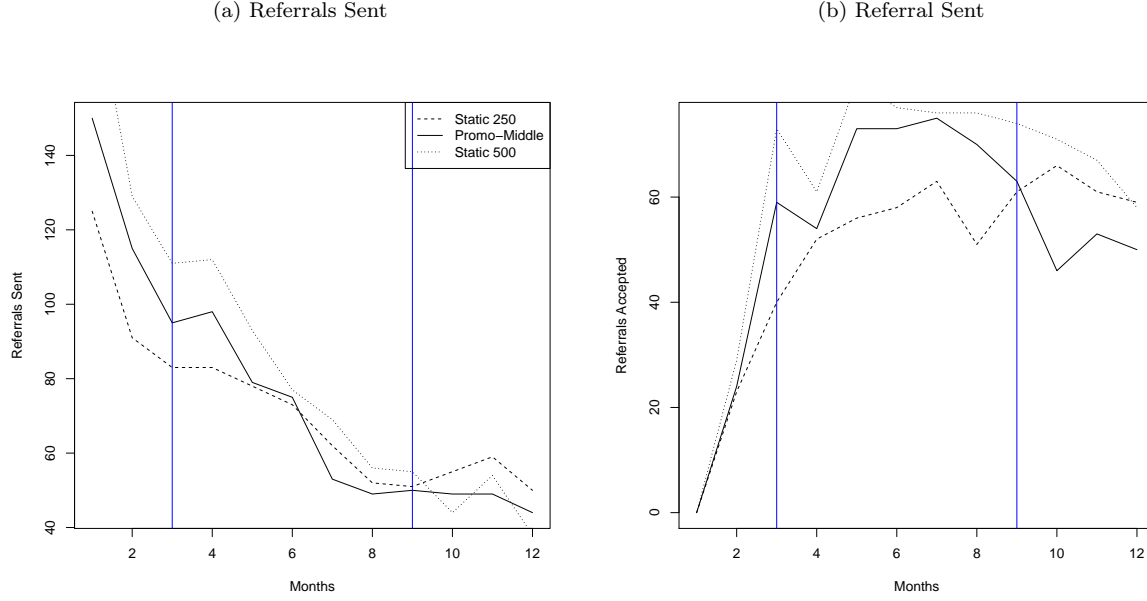 (a) Referrals Sent
Referrals Sent
140
120
100
80
60
40
2 4 6 8 10 12
Months
Static 250
Promo−Middle
Static 500
(b) Referral Sent
Referrals Accepted
60
40
20
0
2 4 6 8 10 12
Months